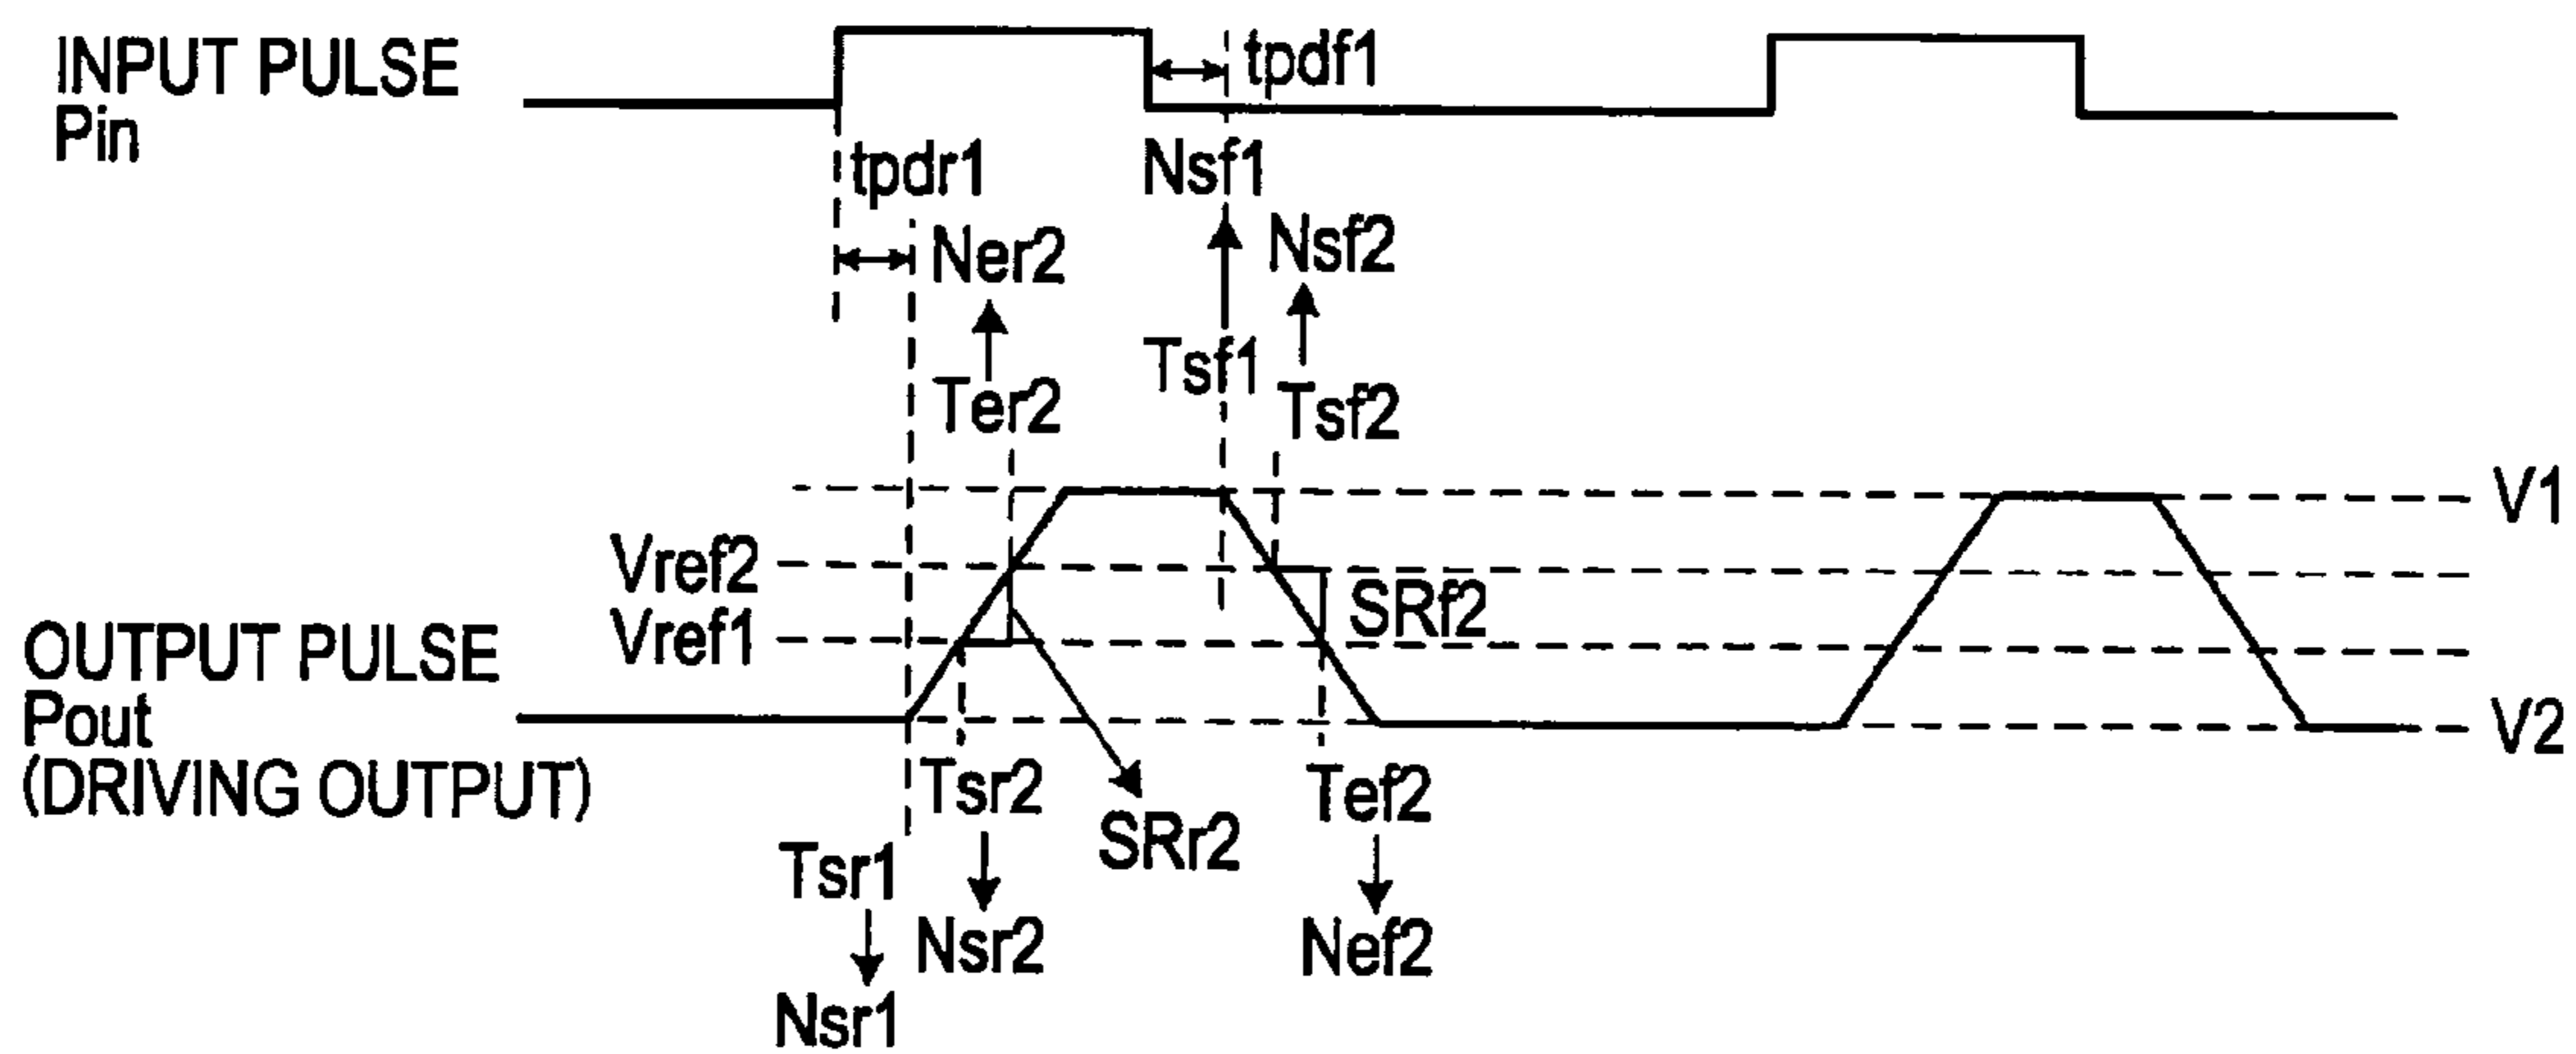 INPUT PULSE
Pin
tpdf1
tpdr1
Nsf1
Ner2
Nsf2
Tsf1
Ter2
Tsf2
V1
Vref2
SRf2
Vref1
OUTPUT PULSE
Pout
(DRIVING OUTPUT)
V2
Tsr2
Tef2
SRr2
Tsr1
Nsr2
Nef2
Nsr1